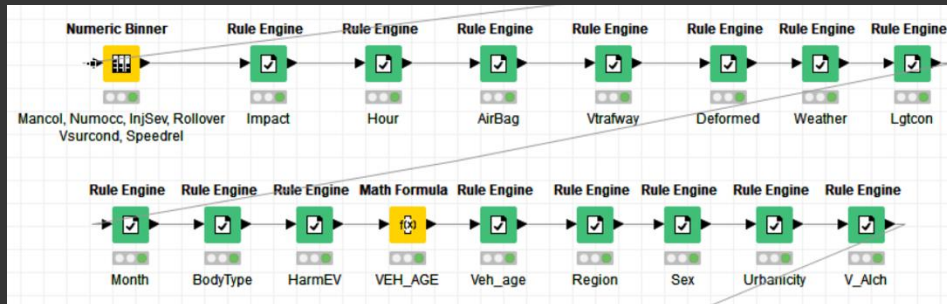 Numeric Binner Rule Engine Rule Engine Rule Engine Rule Engine Rule Engine Rule Engine Rule Engine
Mancol, Numocc, InjSev, Rollover Impact Hour AirBag Vtrafway Deformed Weather Lgtcon
Vsurcond, Speedrel
Rule Engine Rule Engine Rule Engine Math Formula Rule Engine Rule Engine Rule Engine Rule Engine Rule Engine
f(x)
Month BodyType HarmEV VEH_AGE Veh_age Region Sex Urbanicity V_Alch